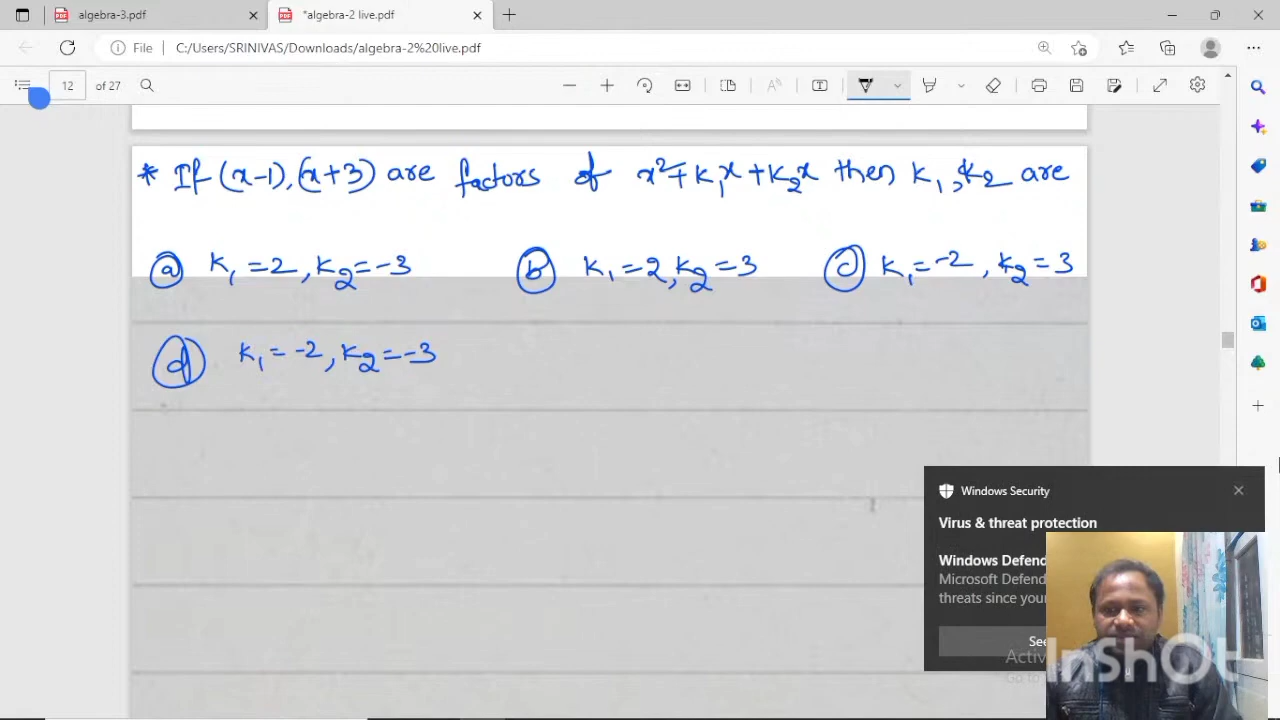 algebra-3.pdf
*algebra-2 live.pdf
File C:/Users/SRINIVAS/Downloads/algebra-2%20live.pdf
12 of 27
* If (x-1), (x+3) are factors of x²+k₁x+k₂x then k₁, k₂ are
ⓐ k₁=2, k₂=-3 ⓑ k₁=2, k₂=3 ⓒ k₁=-2, k₂=3
ⓓ k₁=-2, k₂=-3
Windows Security
Virus & threat protection
Windows Defend
Microsoft Defend
threats since your
See
Activ
InShOt